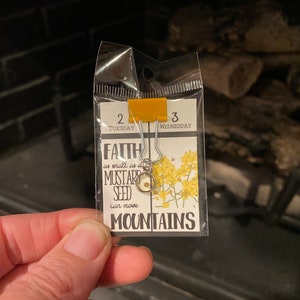 2 3
TUESDAY WEDNESDAY
FAITH
as small as a
MUSTARD
SEED
can move
MOUNTAINS